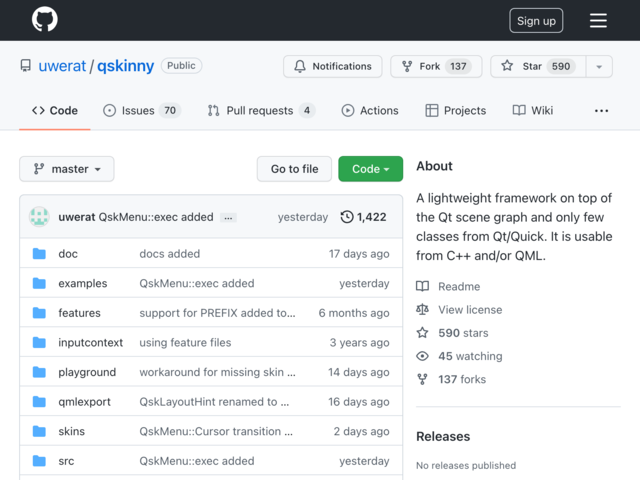 Sign up
uwerat / qskinny Public
Notifications Fork 137 Star 590
Code Issues 70 Pull requests 4 Actions Projects Wiki ...
master Go to file Code
uwerat QskMenu::exec added ... yesterday 1,422
doc docs added 17 days ago
examples QskMenu::exec added yesterday
features support for PREFIX added to... 6 months ago
inputcontext using feature files 3 years ago
playground workaround for missing skin ... 14 days ago
qmlexport QskLayoutHint renamed to ... 16 days ago
skins QskMenu::Cursor transition ... 2 days ago
src QskMenu::exec added yesterday
About
A lightweight framework on top of
the Qt scene graph and only few
classes from Qt/Quick. It is usable
from C++ and/or QML.
Readme
View license
590 stars
45 watching
137 forks
Releases
No releases published